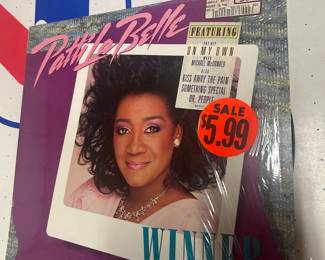 Patti LaBelle
FEATURING
THE HIT
ON MY OWN
WITH
MICHAEL McDONALD
ALSO
KISS AWAY THE PAIN
SOMETHING SPECIAL
OH, PEOPLE
SALE
$5.99
WINNER